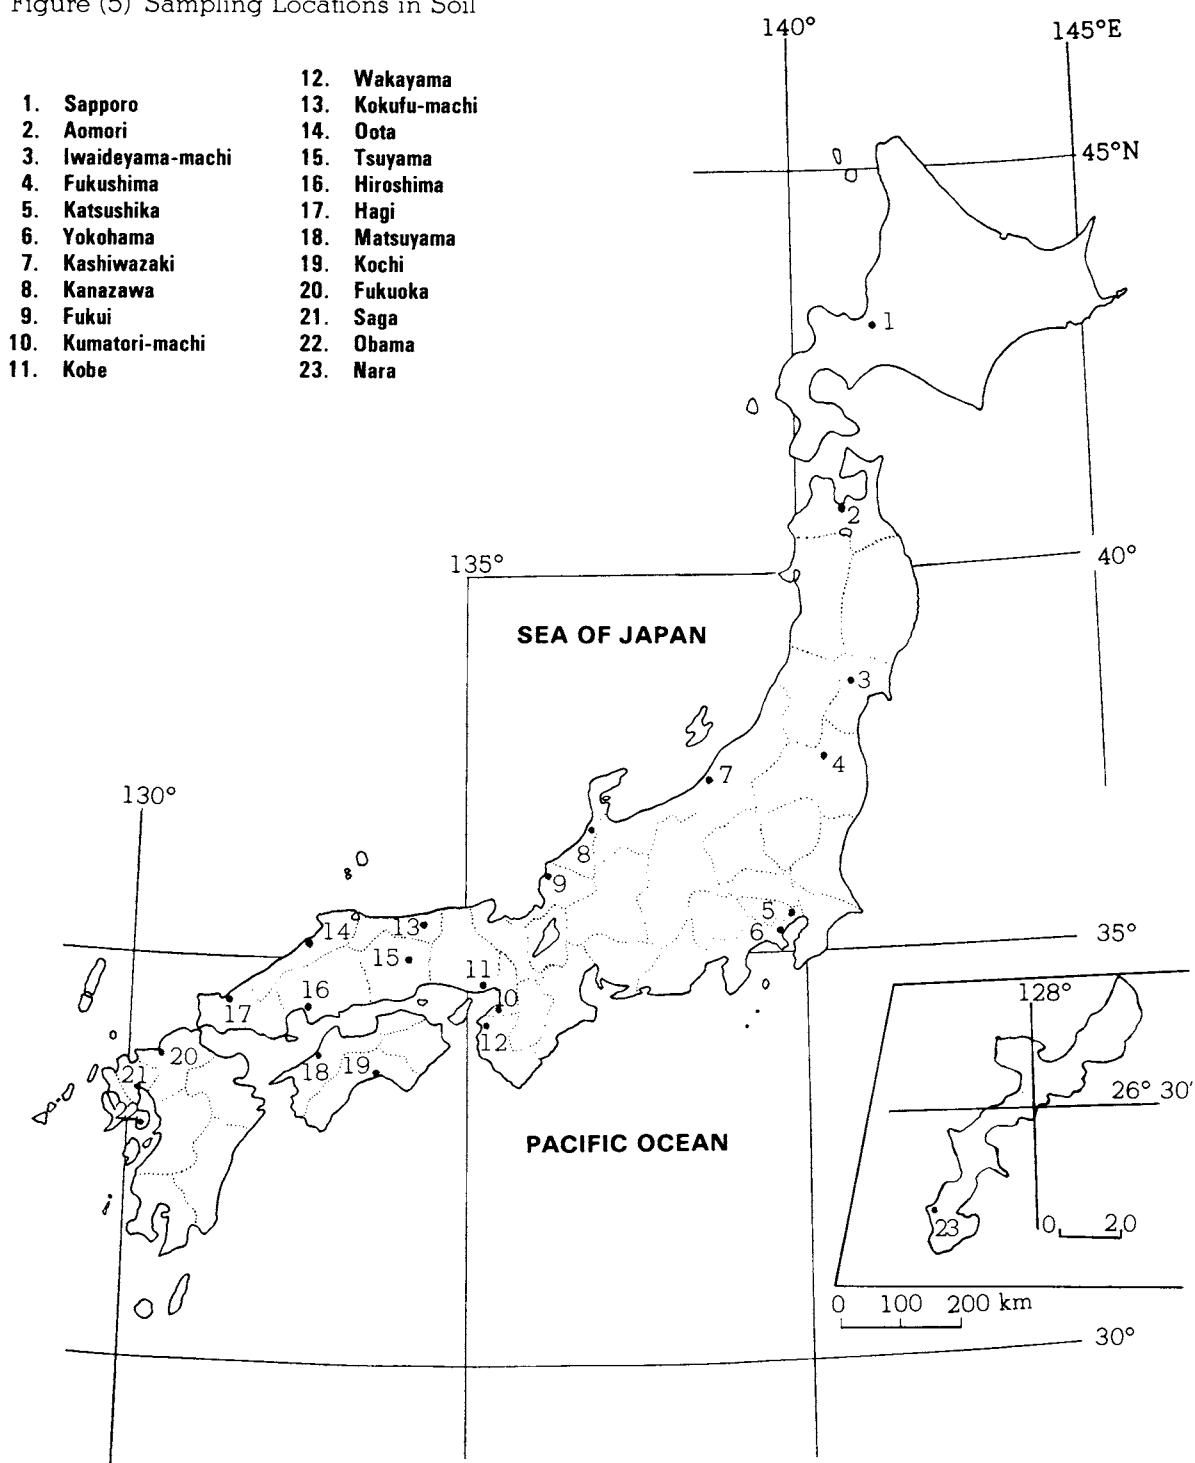 Figure (5) Sampling Locations in Soil
1. Sapporo
2. Aomori
3. Iwaideyama-machi
4. Fukushima
5. Katsushika
6. Yokohama
7. Kashiwazaki
8. Kanazawa
9. Fukui
10. Kumatori-machi
11. Kobe
12. Wakayama
13. Kokufu-machi
14. Oota
15. Tsuyama
16. Hiroshima
17. Hagi
18. Matsuyama
19. Kochi
20. Fukuoka
21. Saga
22. Obama
23. Nara
140°
145°E
45°N
1
2
40°
135°
SEA OF JAPAN
3
4
7
130°
8
9
5
6
14
13
35°
15
11
128°
16
10
17
12
20
18
19
21
22
26° 30'
PACIFIC OCEAN
23
0 20
0 100 200 km
30°